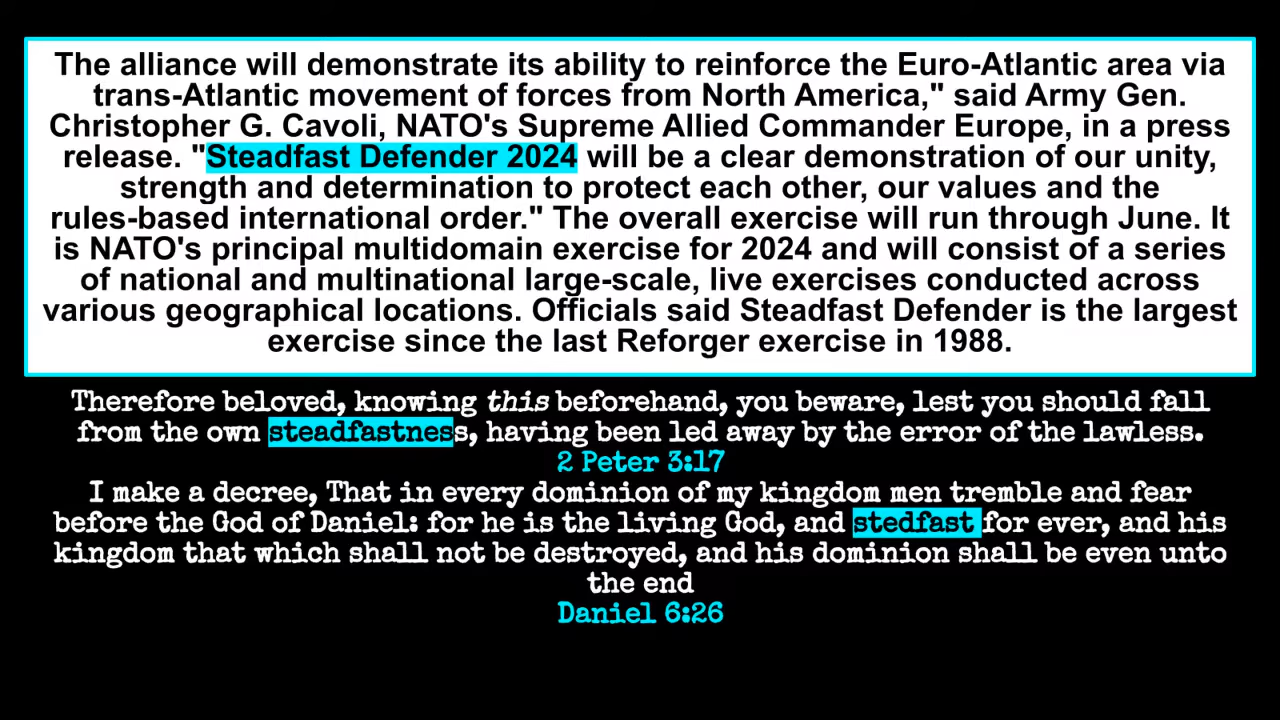 The alliance will demonstrate its ability to reinforce the Euro-Atlantic area via
trans-Atlantic movement of forces from North America," said Army Gen.
Christopher G. Cavoli, NATO's Supreme Allied Commander Europe, in a press
release. "Steadfast Defender 2024 will be a clear demonstration of our unity,
strength and determination to protect each other, our values and the
rules-based international order." The overall exercise will run through June. It
is NATO's principal multidomain exercise for 2024 and will consist of a series
of national and multinational large-scale, live exercises conducted across
various geographical locations. Officials said Steadfast Defender is the largest
exercise since the last Reforger exercise in 1988.
Therefore beloved, knowing this beforehand, you beware, lest you should fall
from the own steadfastness, having been led away by the error of the lawless.
2 Peter 3:17
I make a decree, That in every dominion of my kingdom men tremble and fear
before the God of Daniel: for he is the living God, and stedfast for ever, and his
kingdom that which shall not be destroyed, and his dominion shall be even unto
the end
Daniel 6:26